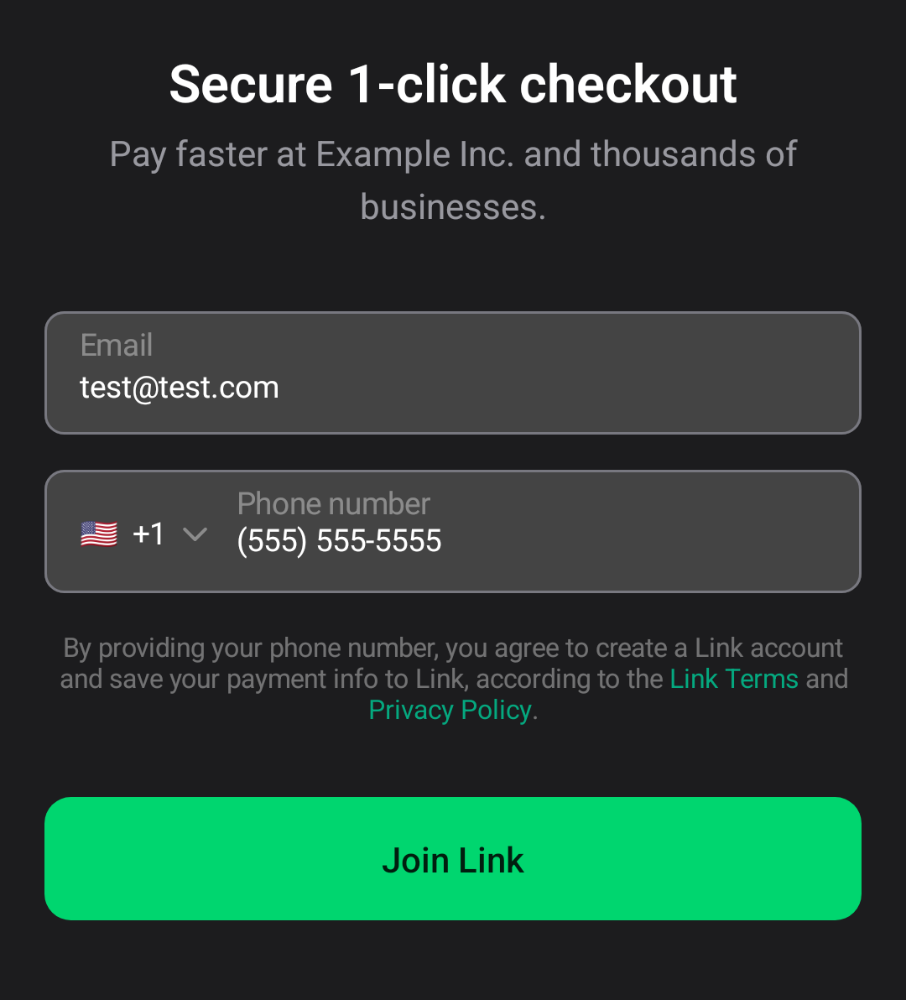 Secure 1-click checkout
Pay faster at Example Inc. and thousands of
businesses.
Email
test@test.com
Phone number
+1 (555) 555-5555
By providing your phone number, you agree to create a Link account
and save your payment info to Link, according to the Link Terms and
Privacy Policy.
Join Link